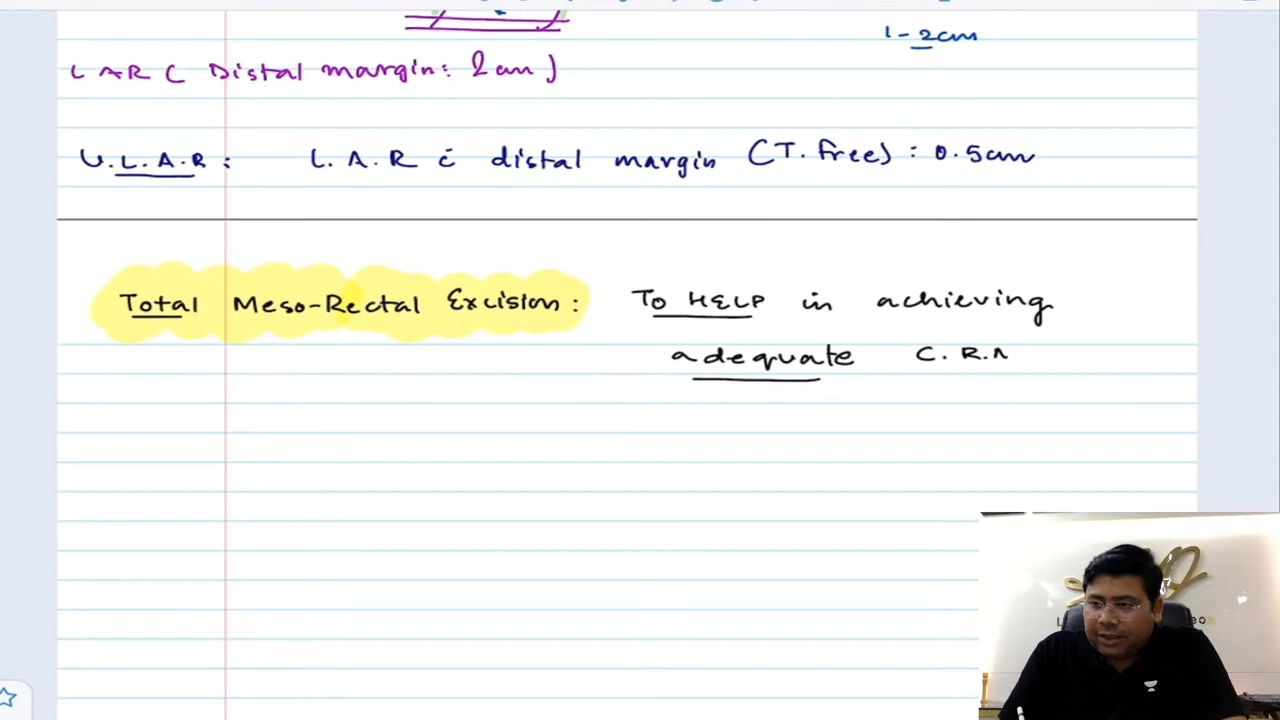 1-2cm
LAR ( Distal margin: 2cm )
U.L.A.R : L.A.R c̄ distal margin (T. free) : 0.5cm
Total Meso-Rectal Excision: To HELP in achieving
adequate C.R.M